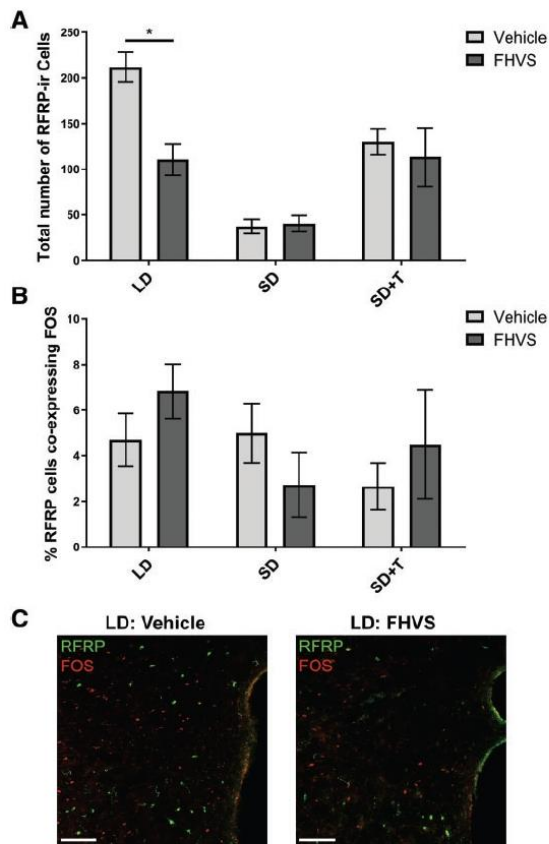 A
Total number of RFRP-ir Cells
250
200
150
100
50
0
*
Vehicle
FHVS
LD
SD
SD+T
B
% RFRP cells co-expressing FOS
10
8
6
4
2
0
Vehicle
FHVS
LD
SD
SD+T
C
LD: Vehicle
LD: FHVS
RFRP
FOS
RFRP
FOS